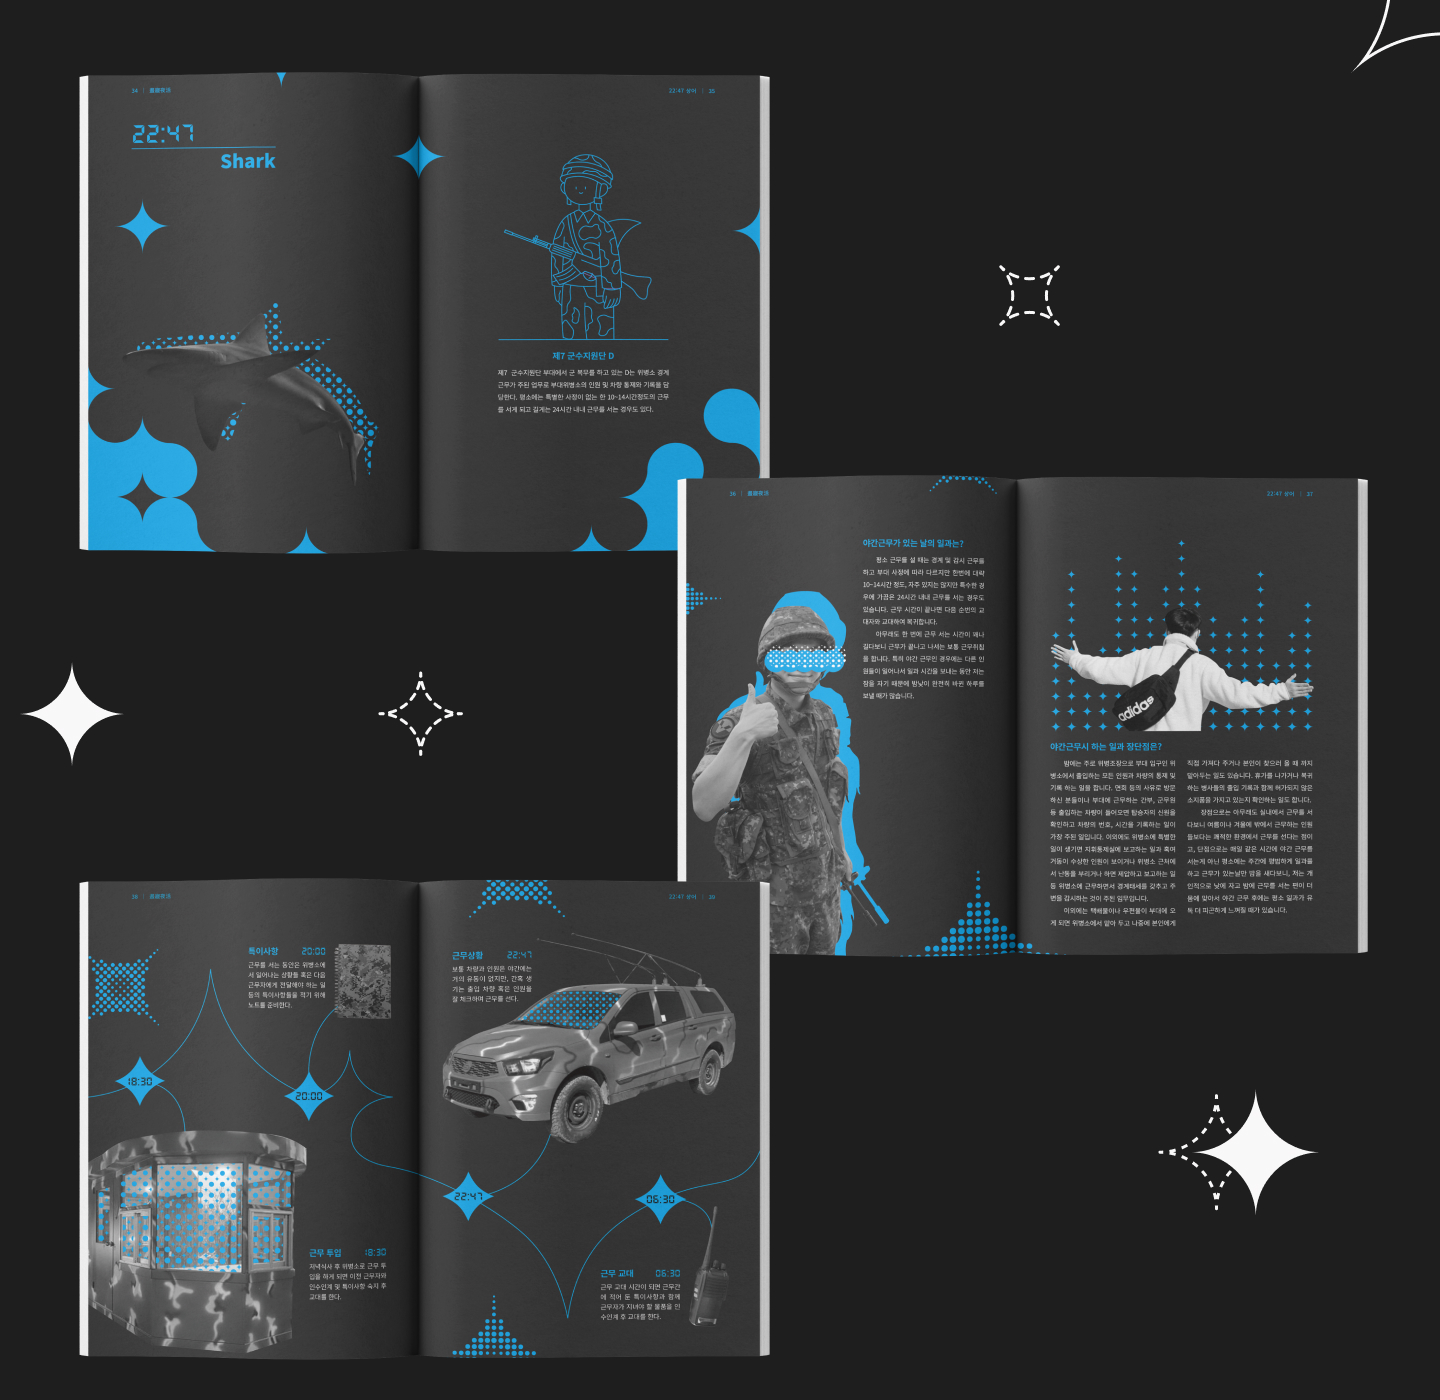 34 |
22:47 상어 | 35
22:47
Shark
제7 군수지원단 D
제7 군수지원단 부대에서 군 복무를 하고 있는 D는 위병소 경계
근무가 주된 업무로 부대위병소의 인원 및 차량 통제와 기록을 담
당한다. 평소에는 특별한 사정이 없는 한 10~14시간정도의 근무
를 서게 되고 길게는 24시간 내내 근무를 서는 경우도 있다.
36 |
22:47 상어 | 37
야간근무가 있는 날의 일과는?
평소 근무를 설 때는 경계 및 감시 근무를
하고 부대 사정에 따라 다르지만 한번에 대략
10~14시간 정도, 자주 있지는 않지만 특수한 경
우에 가끔은 24시간 내내 근무를 서는 경우도
있습니다. 근무 시간이 끝나면 다음 순번의 교
대자와 교대하여 복귀합니다.
아무래도 한 번에 근무 서는 시간이 꽤나
길다보니 근무가 끝나고 나서는 보통 근무취침
을 합니다. 특히 야간 근무인 경우에는 다른 인
원들이 일어나서 일과 시간을 보내는 동안 저는
잠을 자기 때문에 밤낮이 완전히 바뀐 하루를
보낼 때가 많습니다.
adidas
야간근무시 하는 일과 장단점은?
밤에는 주로 위병조장으로 부대 입구인 위
병소에서 출입하는 모든 인원과 차량의 통제 및
기록 하는 일을 합니다. 면회 등의 사유로 방문
하신 분들이나 부대에 근무하는 간부, 군무원
등 출입하는 차량이 들어오면 탑승자의 신원을
확인하고 차량의 번호, 시간을 기록하는 일이
가장 주된 일입니다. 이외에도 위병소에 특별한
일이 생기면 지휘통제실에 보고하는 일과 혹여
거동이 수상한 인원이 보이거나 위병소 근처에
서 난동을 부리거나 하면 제압하고 보고하는 일
등 위병소에 근무하면서 경계태세를 갖추고 주
변을 감시하는 것이 주된 임무입니다.
이외에는 택배물이나 우편물이 부대에 오
게 되면 위병소에서 맡아 두고 나중에 본인에게
직접 가져다 주거나 본인이 찾으러 올 때 까지
맡아두는 일도 있습니다. 휴가를 나가거나 복귀
하는 병사들의 출입 기록과 함께 허가되지 않은
소지품을 가지고 있는지 확인하는 일도 합니다.
장점으로는 아무래도 실내에서 근무를 서
다보니 여름이나 겨울에 밖에서 근무하는 인원
들보다는 쾌적한 환경에서 근무를 선다는 점이
고, 단점으로는 매일 같은 시간에 야간 근무를
서는게 아닌 평소에는 주간에 평범하게 일과를
하고 근무가 있는날만 밤을 새다보니, 저는 개
인적으로 낮에 자고 밤에 근무를 서는 편이 더
몸에 맞아서 야간 근무 후에는 평소 일과가 유
독 더 피곤하게 느껴질 때가 있습니다.
38 |
22:47 상어 | 39
특이사항 20:00
근무를 서는 동안은 위병소에
서 일어나는 상황들 혹은 다음
근무자에게 전달해야 하는 일
등의 특이사항들을 적기 위해
노트를 준비한다.
근무상황 22:47
보통 차량과 인원은 야간에는
거의 유동이 없지만, 간혹 생
기는 출입 차량 혹은 인원을
잘 체크하며 근무를 선다.
18:30
20:00
22:47
06:30
근무 투입 18:30
저녁식사 후 위병소로 근무 투
입을 하게 되면 이전 근무자와
인수인계 및 특이사항 숙지 후
교대를 한다.
근무 교대 06:30
근무 교대 시간이 되면 근무간
에 적어 둔 특이사항과 함께
근무자가 지녀야 할 물품을 인
수인계 후 교대를 한다.